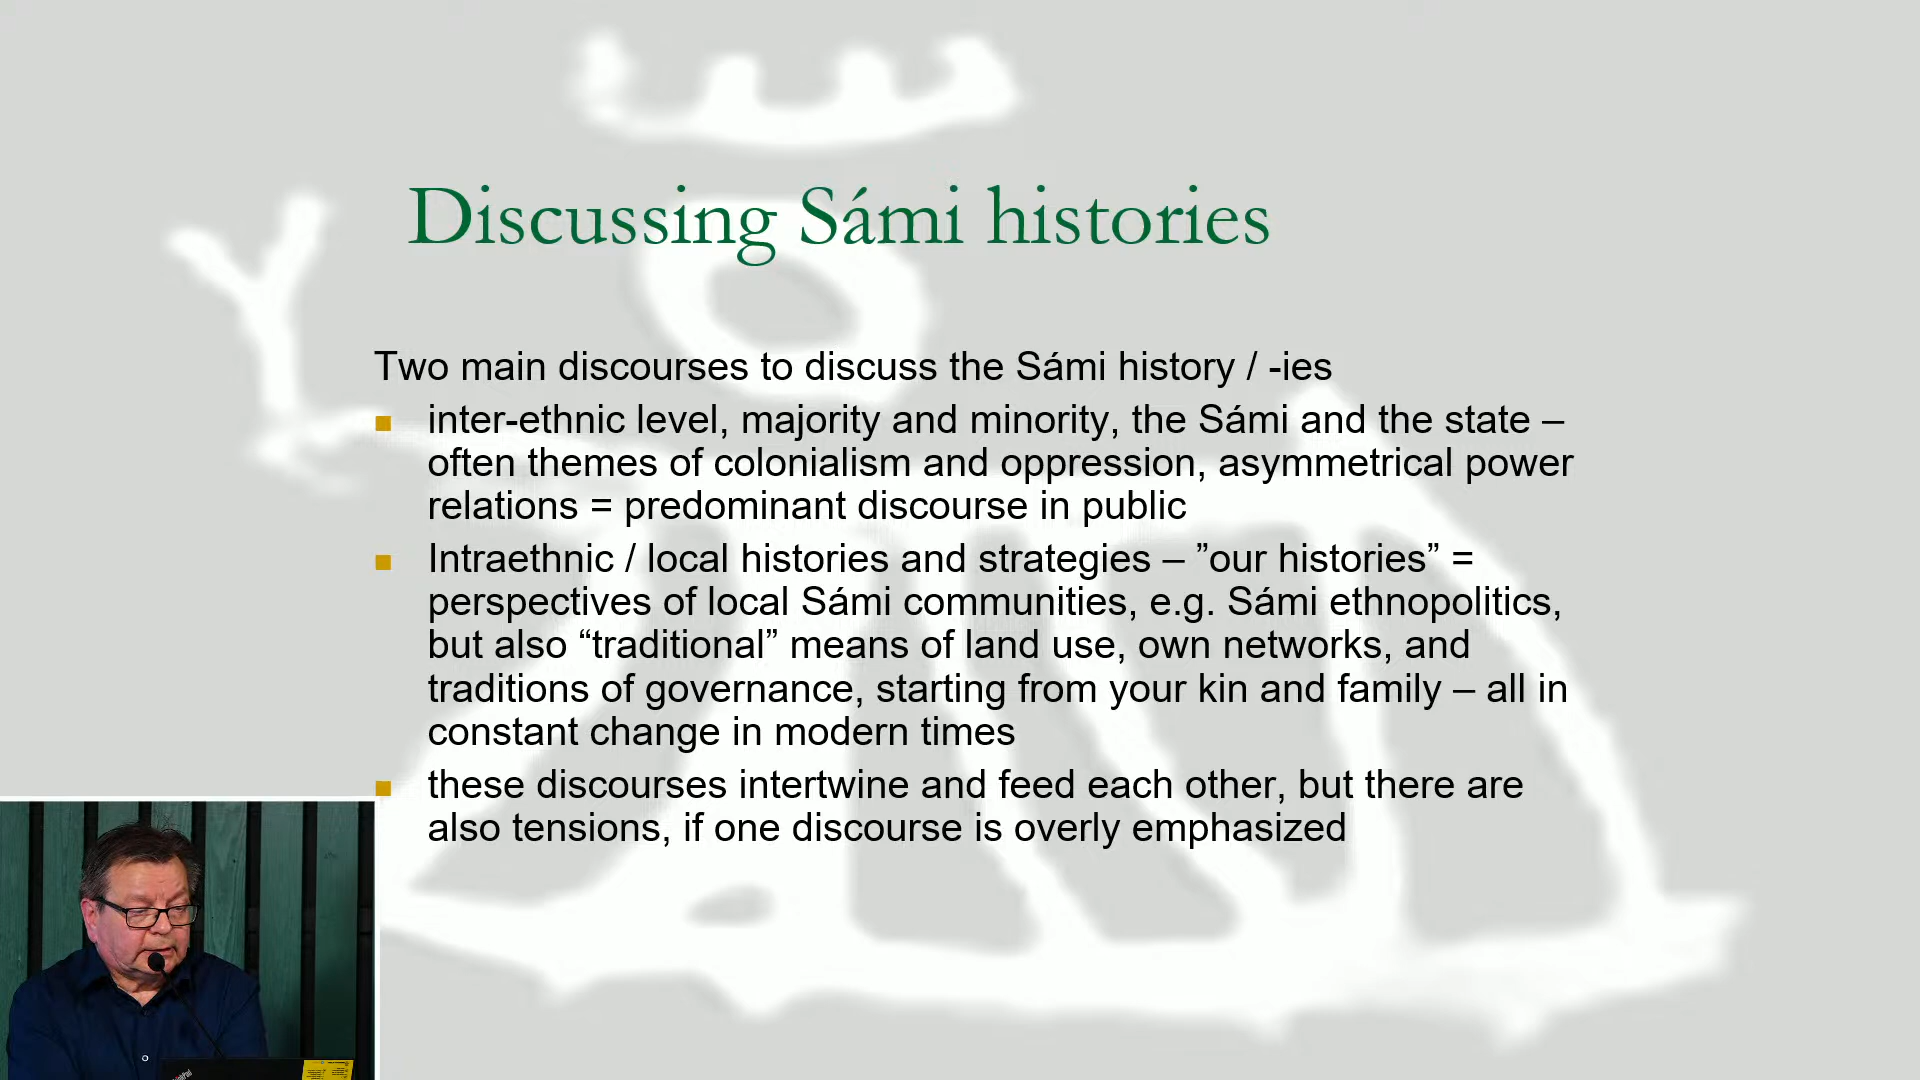 Discussing Sámi histories
Two main discourses to discuss the Sámi history / -ies
inter-ethnic level, majority and minority, the Sámi and the state –
often themes of colonialism and oppression, asymmetrical power
relations = predominant discourse in public
Intraethnic / local histories and strategies – ”our histories” =
perspectives of local Sámi communities, e.g. Sámi ethnopolitics,
but also “traditional” means of land use, own networks, and
traditions of governance, starting from your kin and family – all in
constant change in modern times
these discourses intertwine and feed each other, but there are
also tensions, if one discourse is overly emphasized